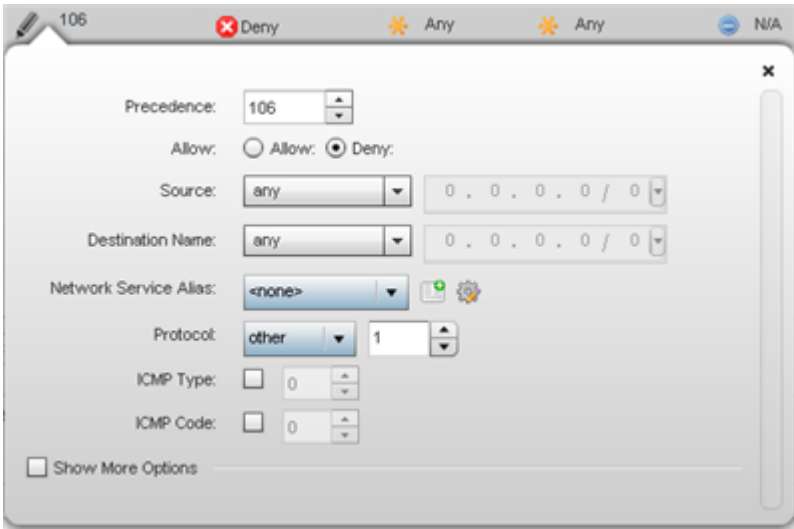 106 Deny Any Any N/A
Precedence: 106
Allow: Allow: Deny:
Source: any 0 . 0 . 0 . 0 / 0
Destination Name: any 0 . 0 . 0 . 0 / 0
Network Service Alias: <none>
Protocol: other 1
ICMP Type: 0
ICMP Code: 0
Show More Options